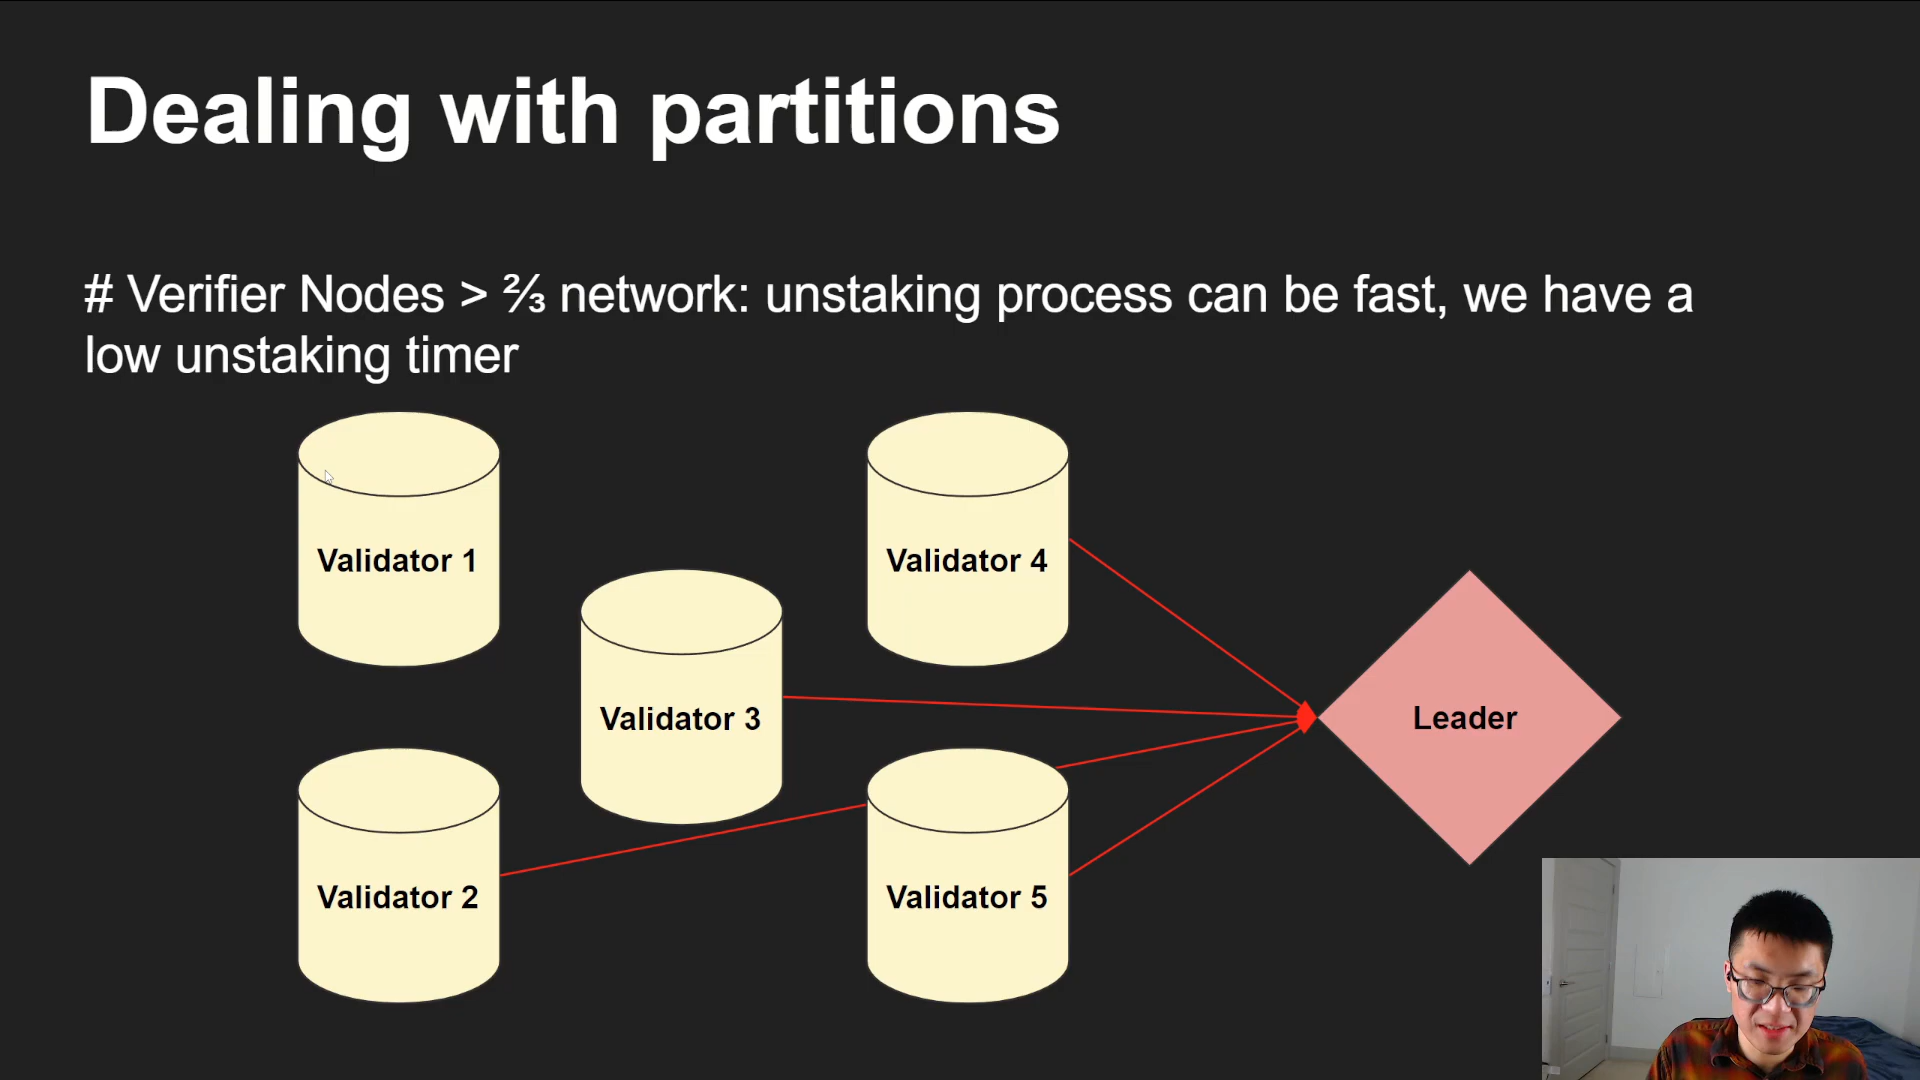 Dealing with partitions
# Verifier Nodes > ⅔ network: unstaking process can be fast, we have a
low unstaking timer
Validator 1
Validator 4
Validator 3
Leader
Validator 2
Validator 5